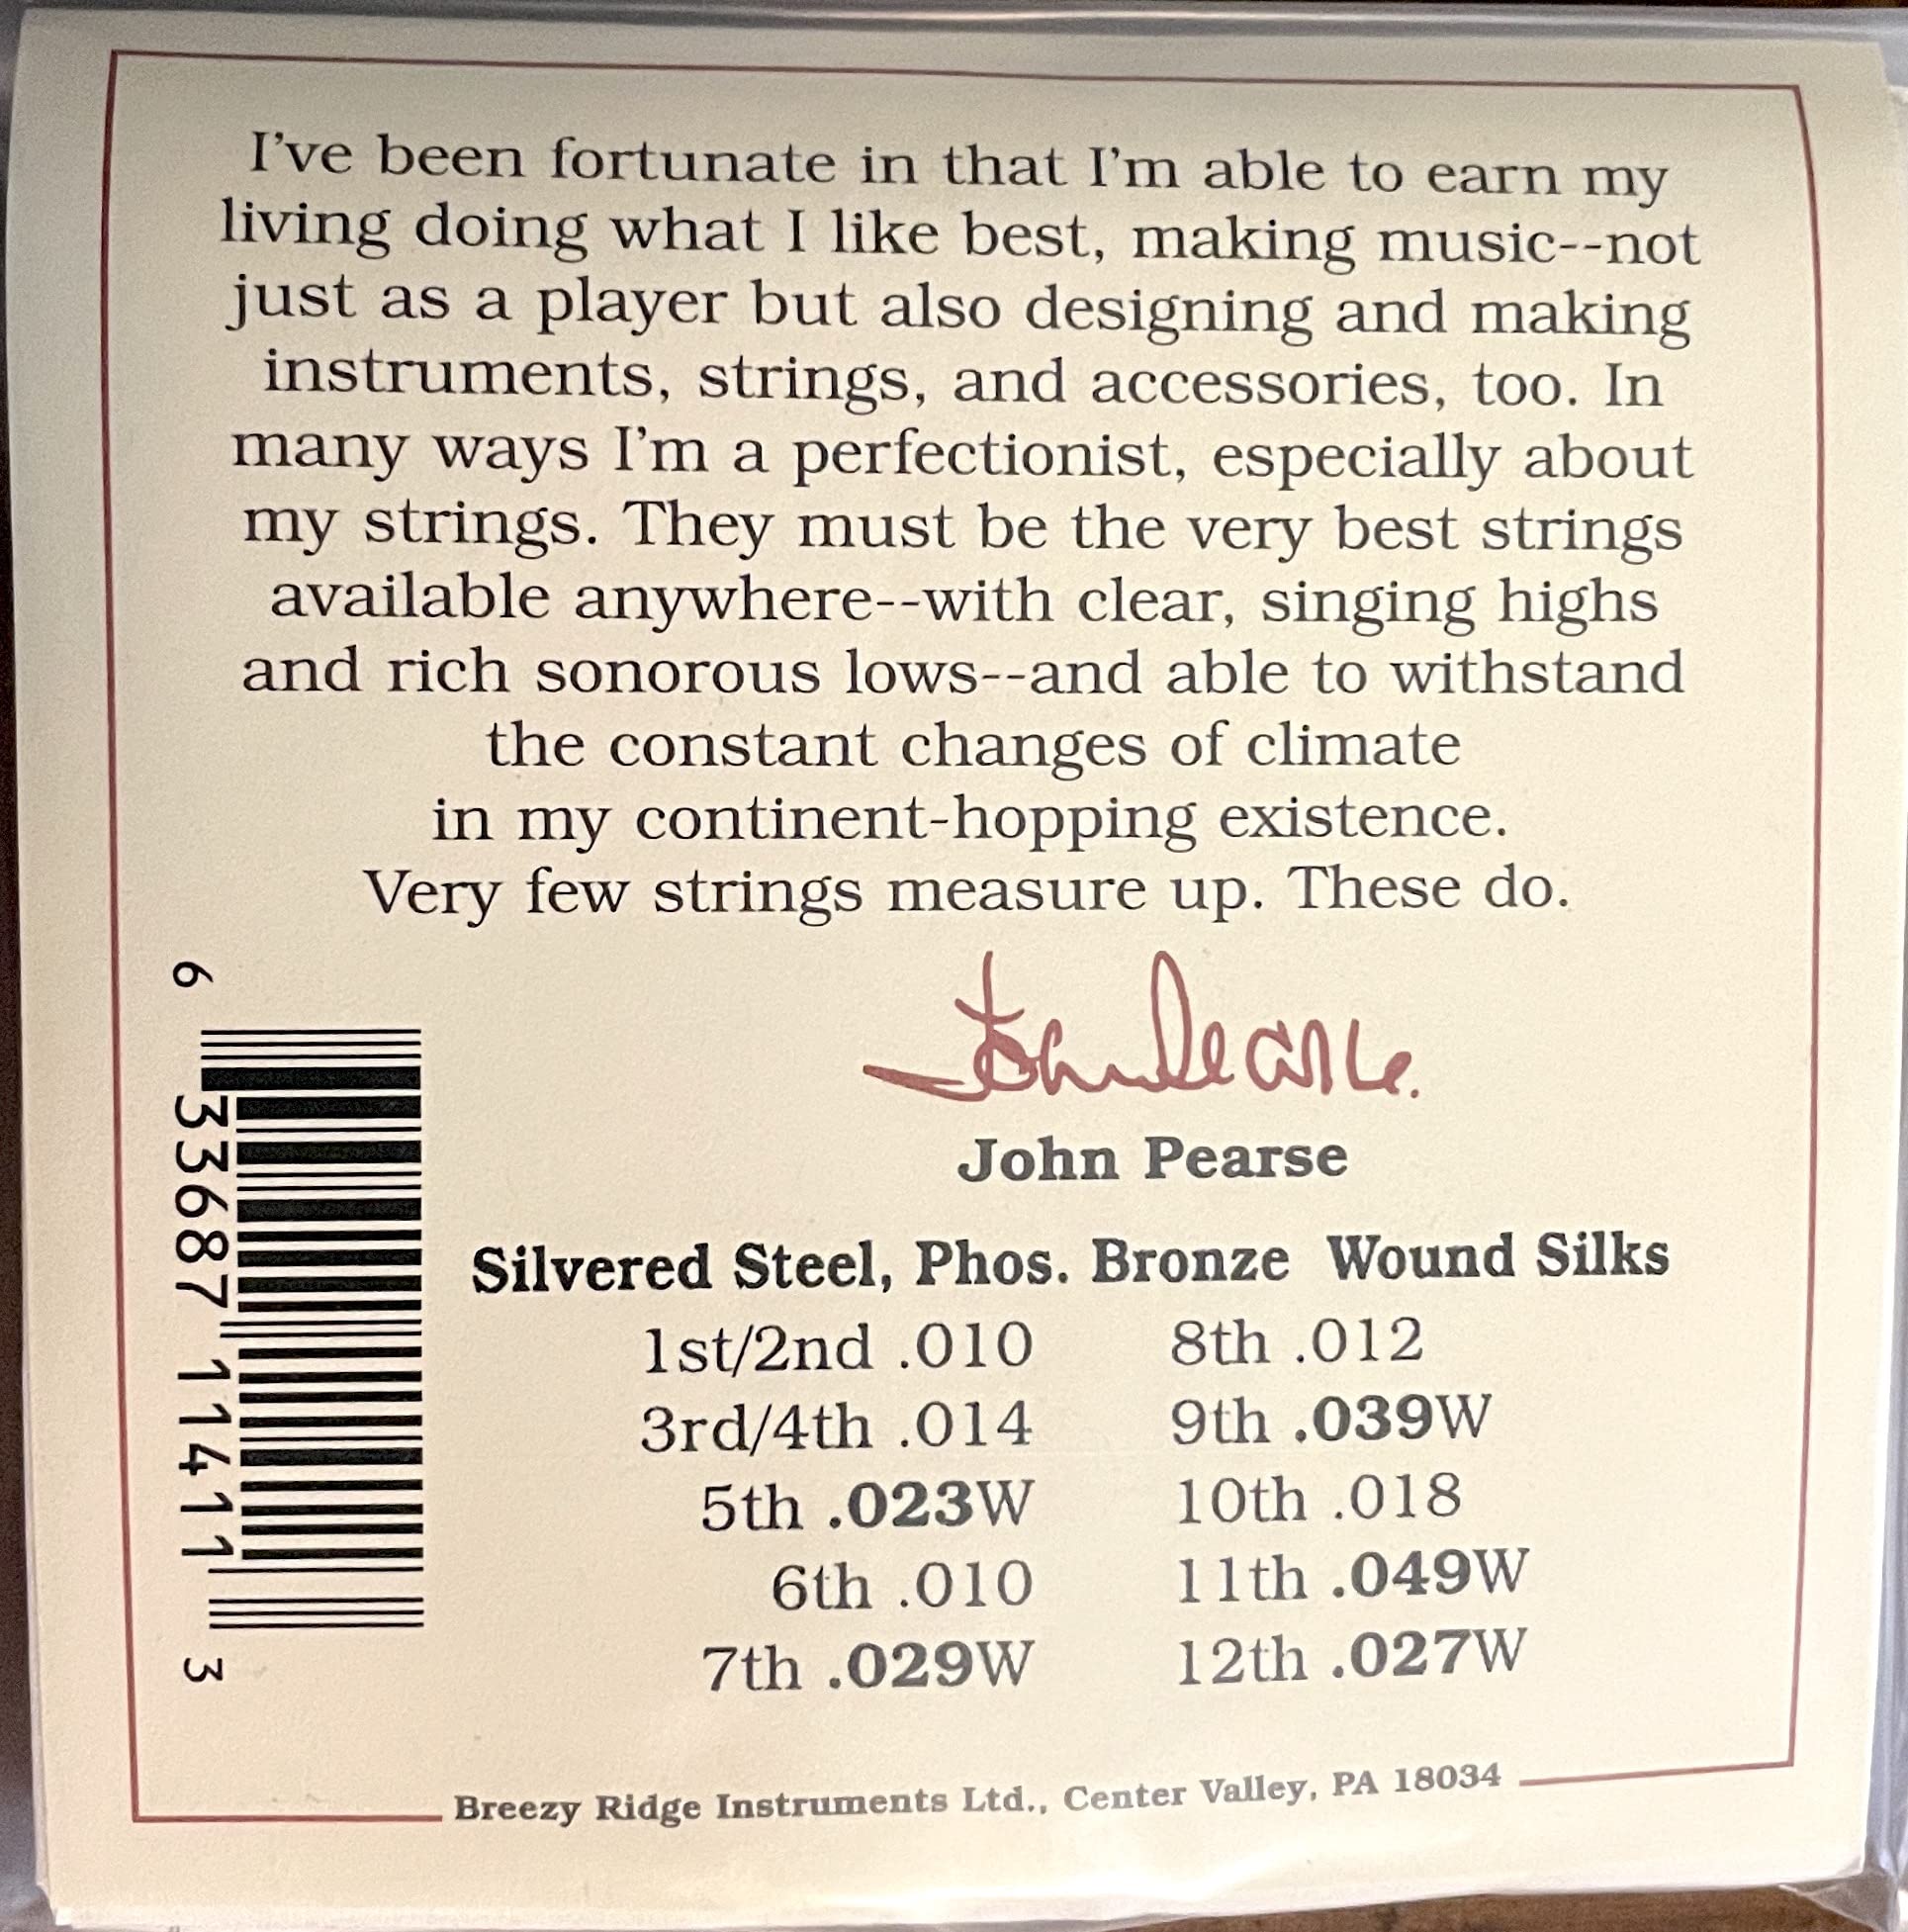 I've been fortunate in that I'm able to earn my
living doing what I like best, making music--not
just as a player but also designing and making
instruments, strings, and accessories, too. In
many ways I'm a perfectionist, especially about
my strings. They must be the very best strings
available anywhere--with clear, singing highs
and rich sonorous lows--and able to withstand
the constant changes of climate
in my continent-hopping existence.
Very few strings measure up. These do.
John Pearse.
John Pearse
6 33687 11411 3
Silvered Steel, Phos. Bronze Wound Silks
1st/2nd .010 8th .012
3rd/4th .014 9th .039W
5th .023W 10th .018
6th .010 11th .049W
7th .029W 12th .027W
Breezy Ridge Instruments Ltd., Center Valley, PA 18034